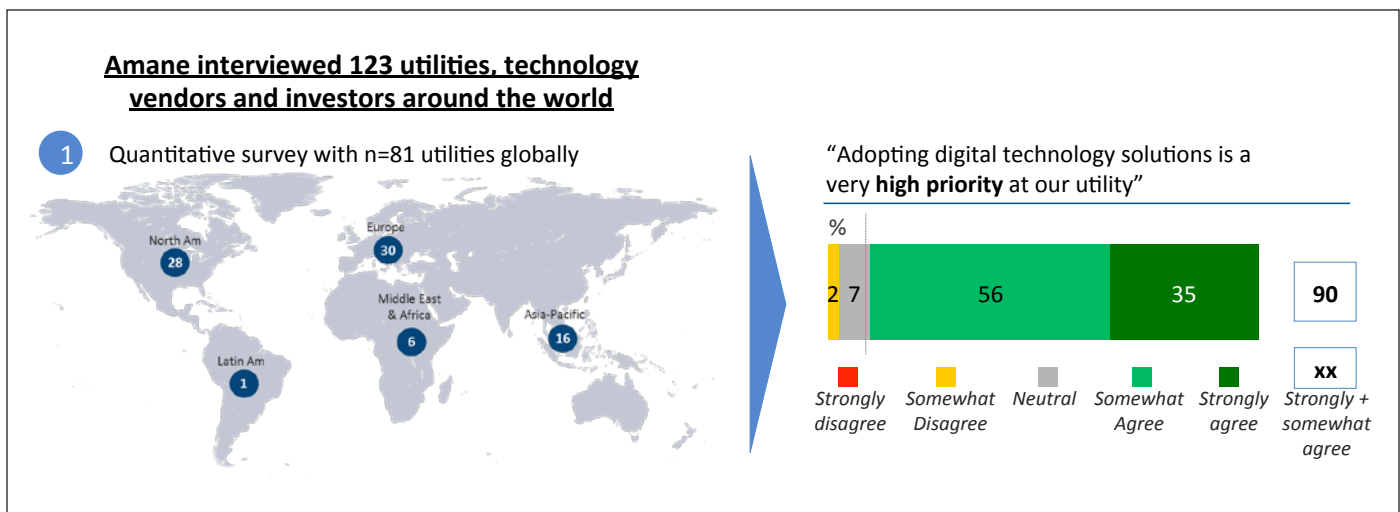 Amane interviewed 123 utilities, technology
vendors and investors around the world
1
Quantitative survey with n=81 utilities globally
North Am
28
Europe
30
Middle East
& Africa
6
Asia-Pacific
16
Latin Am
1
“Adopting digital technology solutions is a
very high priority at our utility”
%
2 7 56 35
90
xx
Strongly
disagree
Somewhat
Disagree
Neutral
Somewhat
Agree
Strongly
agree
Strongly +
somewhat
agree